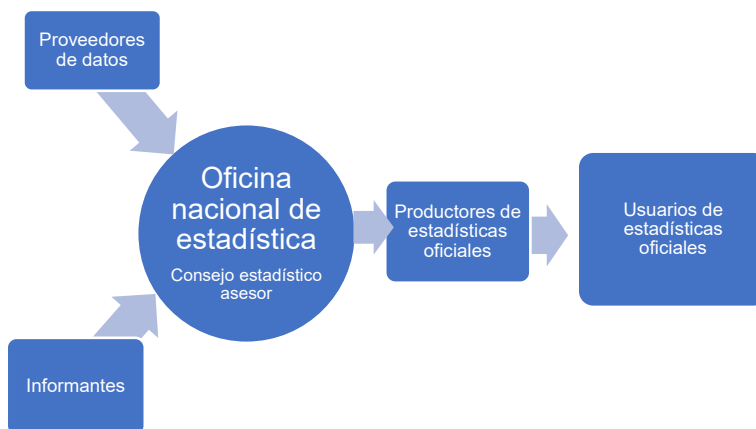 Proveedores
de datos
Oficina
nacional de
estadística
Consejo estadístico
asesor
Productores de
estadísticas
oficiales
Usuarios de
estadísticas
oficiales
Informantes